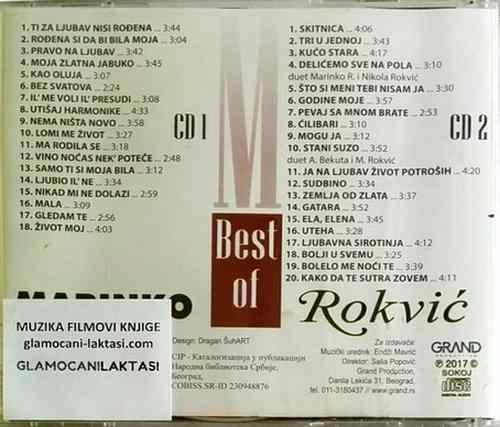 1. TI ZA LJUBAV NISI ROĐENA ... 3:44
2. ROĐENA SI DA BI BILA MOJA ... 3:04
3. PRAVO NA LJUBAV ... 3:42
4. MOJA ZLATNA JABUKO ... 3:45
5. KAO OLUJA ... 3:07
6. BEZ SVATOVA ... 2:24
7. IL' ME VOLI IL' PRESUDI ... 3:08
8. UTIŠAJ HARMONIKE ... 4:33
9. NEMA NIŠTA NOVO ... 3:58
10. LOMI ME ŽIVOT ... 3:27
11. MA RODILA SE ... 3:18
12. VINO NOĆAS NEK' POTEČE ... 2:48
13. SAMO TI SI MOJA BILA ... 3:12
14. LJUBIO IL' NE ... 3:34
15. NIKAD MI NE DOLAZI ... 2:59
16. MALA ... 3:09
17. GLEDAM TE ... 2:56
18. ŽIVOT MOJ ... 4:03
CD 1
M
Best
of
1. SKITNICA ... 4:06
2. TRI U JEDNOJ ... 3:43
3. KUĆO STARA ... 4:17
4. DELIĆEMO SVE NA POLA ... 3:10
duet Marinko R. i Nikola Rokvić
5. ŠTO SI MENI TEBI NISAM JA ... 3:30
6. GODINE MOJE ... 3:57
7. PEVAJ SA MNOM BRATE ... 2:53
8. ĆILIBARI ... 3:10
9. MOGU JA ... 3:12
10. STANI SUZO ... 3:52
duet A. Bekuta i M. Rokvić
11. JA NA LJUBAV ŽIVOT POTROŠIH ... 4:20
12. SUDBINO ... 3:34
13. ZEMLJA OD ZLATA ... 3:37
14. GATARA ... 3:52
15. ELA, ELENA ... 3:45
16. UTEHA ... 3:28
17. LJUBAVNA SIROTINJA ... 4:12
18. BOLJI U SVEMU ... 3:25
19. BOLELO ME NOĆI TE ... 3:39
20. KAKO DA TE SUTRA ZOVEM ... 4:11
CD 2
MARINKO Rokvić
MUZIKA FILMOVI KNJIGE
glamocani-laktasi.com
GLAMOCANILAKTASI
Design: Dragan ŠuhART
CIP - Каталогизација у публикацији
Народна библиотека Србије,
Београд,
COBISS.SR-ID 230948876
Za izdavača:
Muzički urednik: Endži Mavrić
Direktor: Saša Popović
Grand Production,
Danila Lekića 31, Beograd,
tel. 011-3180437 // www.grand.rs
GRAND
PRODUCTION
℗ 2017 ©
SOKOJ
disc
DIGITAL AUDIO